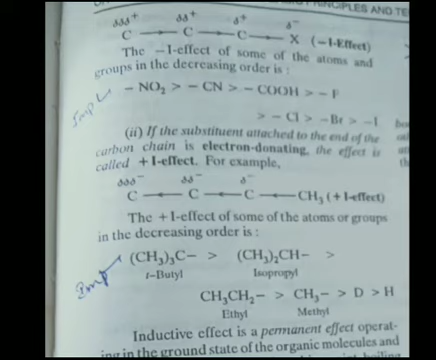 PRINCIPLES AND TE
δδδ+ δδ+ δ+ δ−
C → C → C → X (−I-Effect)
The −I-effect of some of the atoms and
groups in the decreasing order is :
Imp
− NO₂ > − CN > − COOH > − F
> − Cl > − Br > − I
(ii) If the substituent attached to the end of the
carbon chain is electron-donating, the effect is
called +I-effect. For example,
δδδ− δδ− δ−
C ← C ← C ← CH₃ (+I-effect)
The +I-effect of some of the atoms or groups
in the decreasing order is :
Imp
(CH₃)₃C− > (CH₃)₂CH− >
t-Butyl Isopropyl
CH₃CH₂− > CH₃− > D > H
Ethyl Methyl
Inductive effect is a permanent effect operat-
ing in the ground state of the organic molecules and